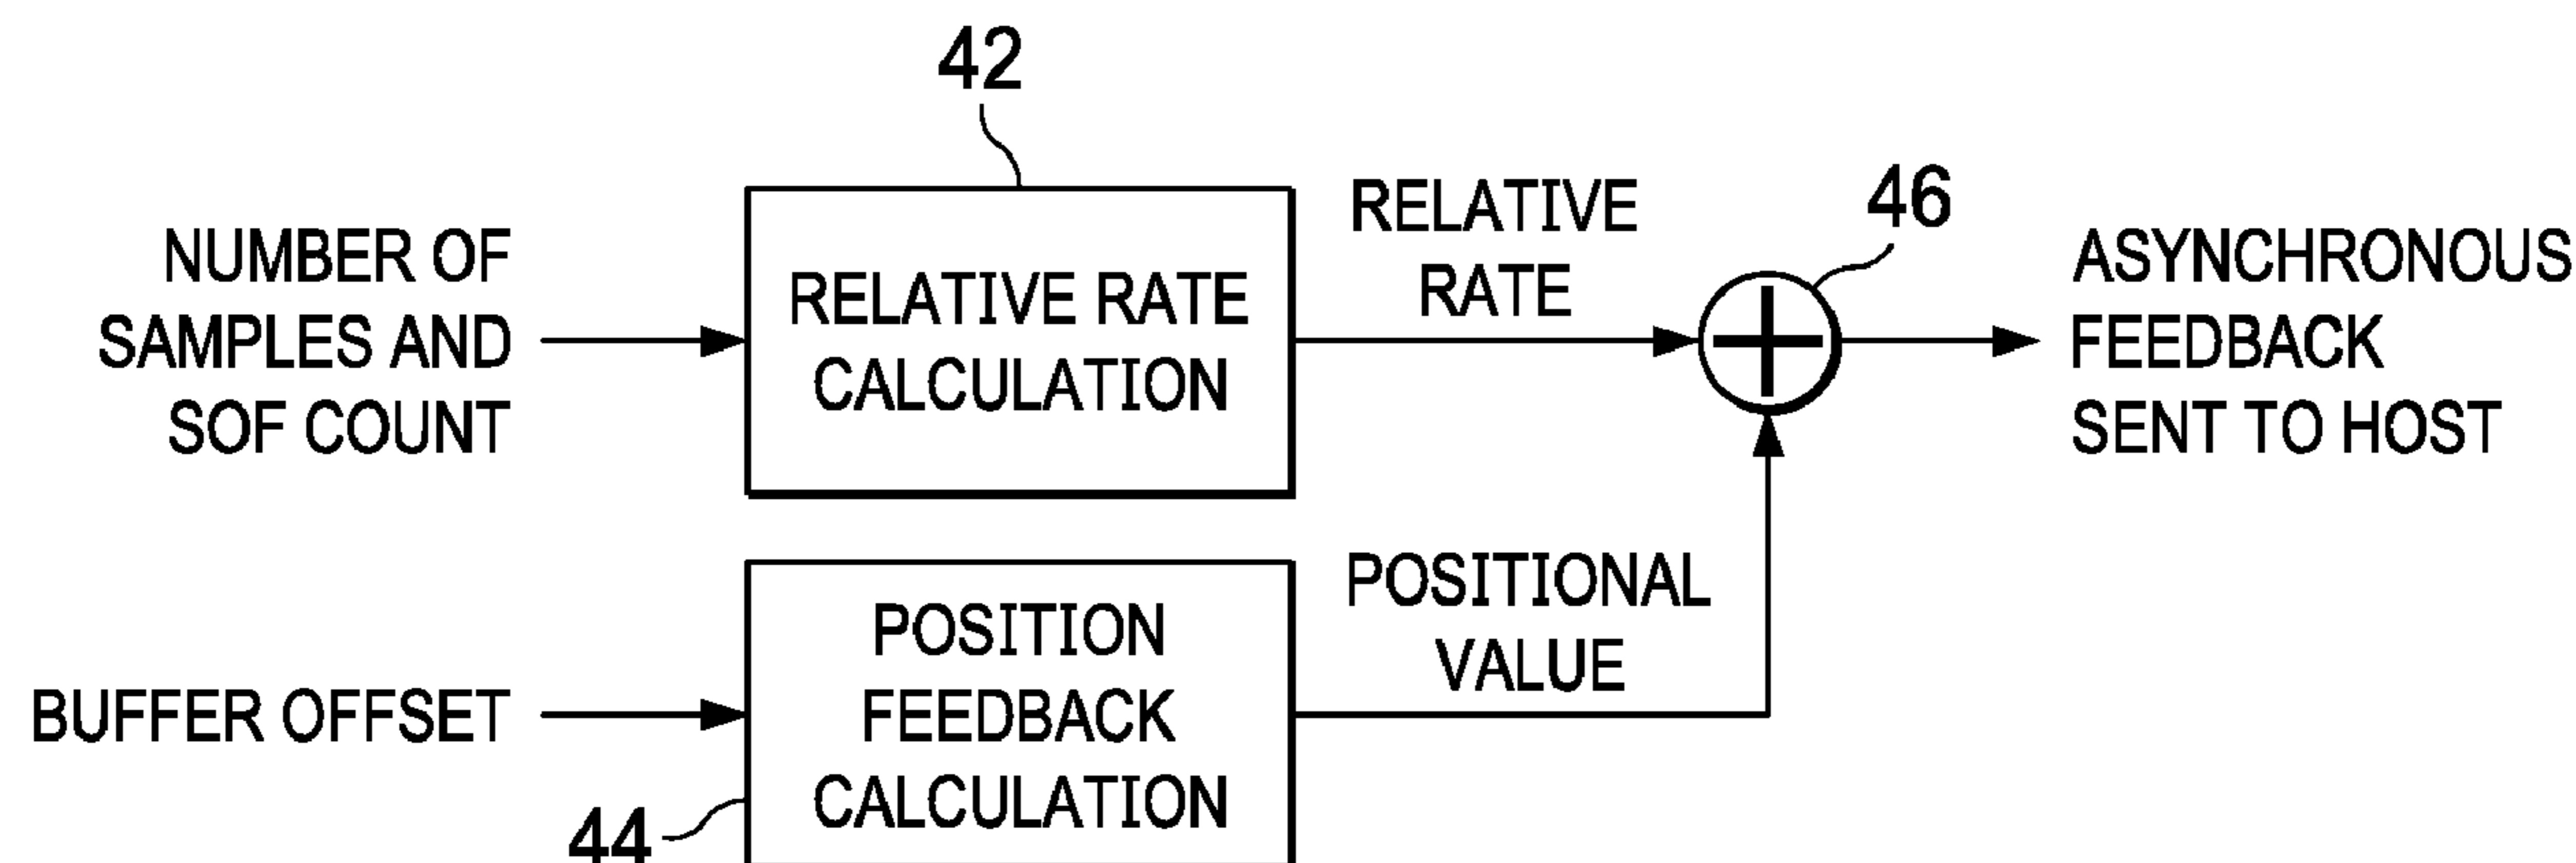 42
NUMBER OF
SAMPLES AND
SOF COUNT
RELATIVE RATE
CALCULATION
RELATIVE
RATE
46
ASYNCHRONOUS
FEEDBACK
SENT TO HOST
BUFFER OFFSET
44
POSITION
FEEDBACK
CALCULATION
POSITIONAL
VALUE